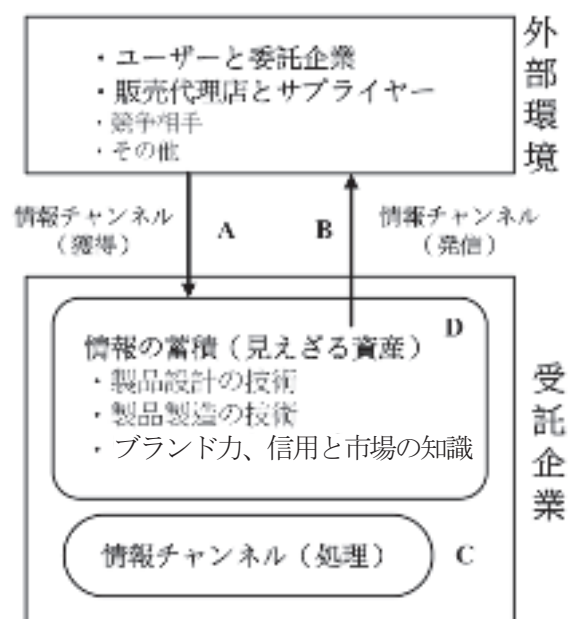 ・ユーザーと委託企業
・販売代理店とサプライヤー
・競争相手
・その他
外部環境
情報チャンネル
（獲得）
A
B
情報チャンネル
（発信）
D
情報の蓄積（見えざる資産）
・製品設計の技術
・製品製造の技術
・ブランド力、信用と市場の知識
受託企業
情報チャンネル（処理）
C